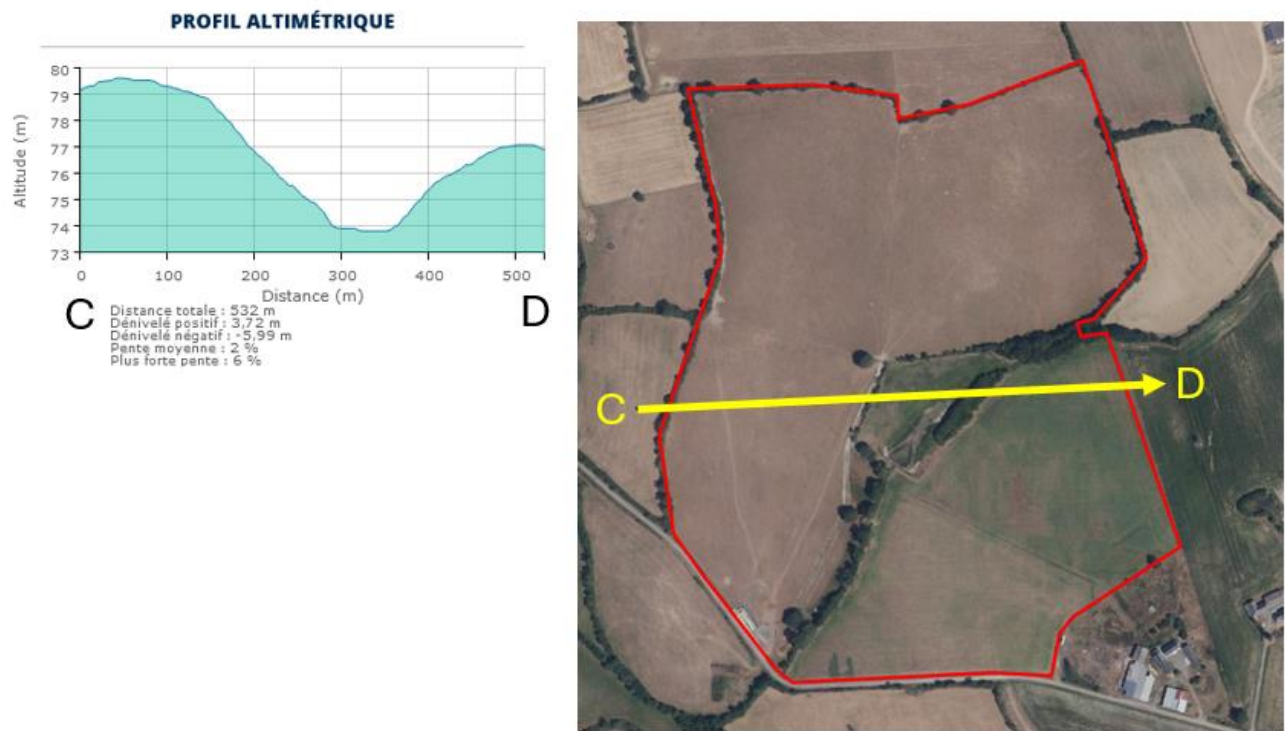 PROFIL ALTIMÉTRIQUE
80
79
78
77
76
75
74
73
Altitude (m)
0 100 200 300 400 500
Distance (m)
C D
Distance totale : 532 m
Dénivelé positif : 3,72 m
Dénivelé négatif : -5,99 m
Pente moyenne : 2 %
Plus forte pente : 6 %
C D